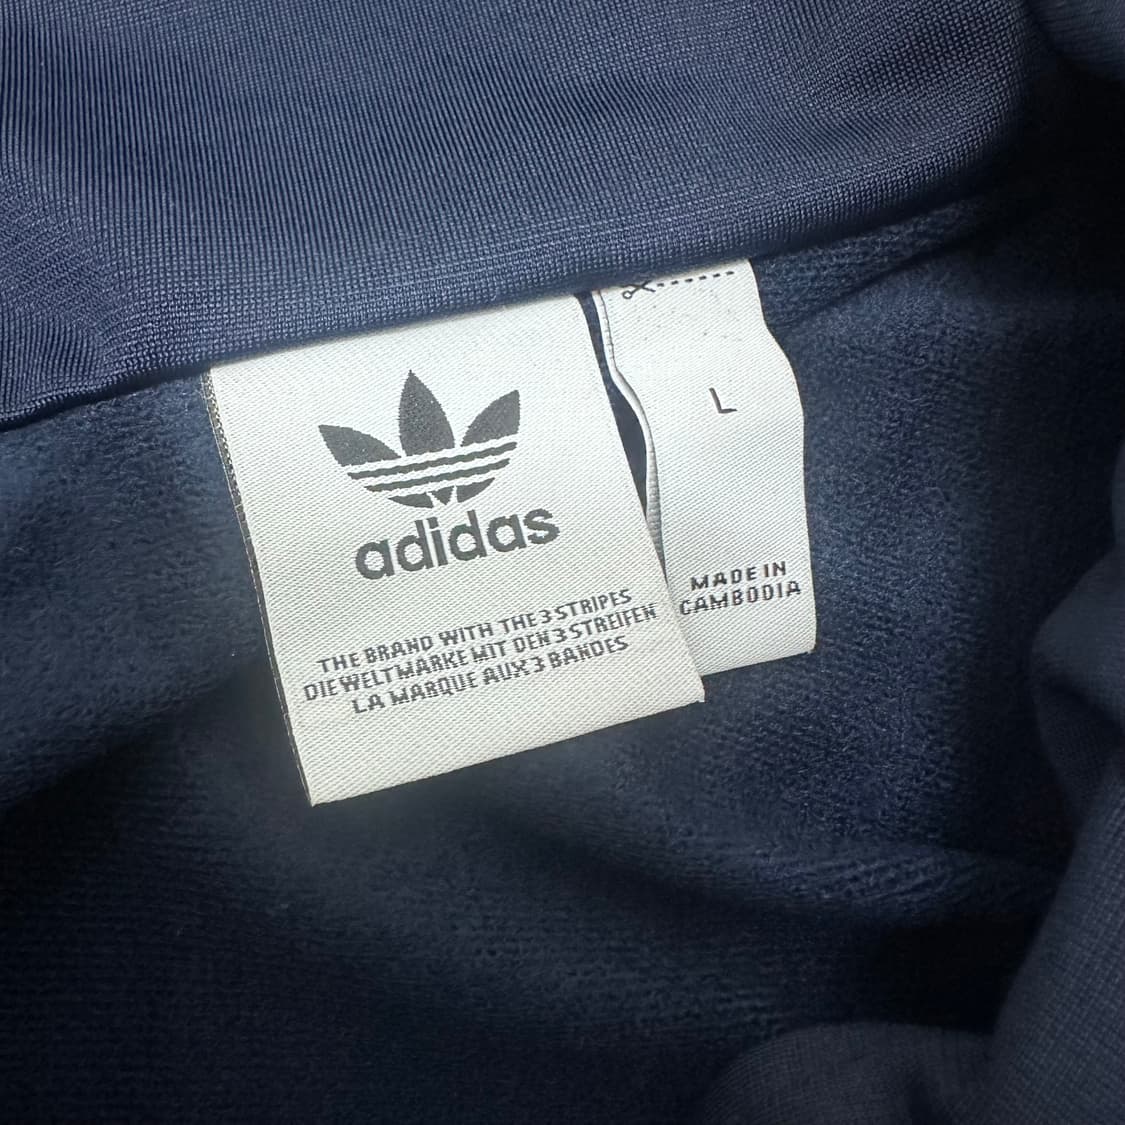 adidas
THE BRAND WITH THE 3 STRIPES
DIE WELTMARKE MIT DEN 3 STREIFEN
LA MARQUE AUX 3 BANDES
L
MADE IN
CAMBODIA